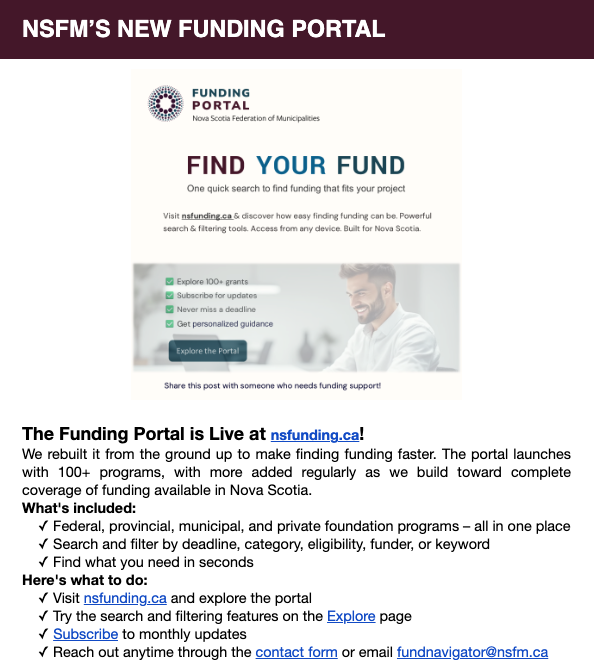 NSFM’S NEW FUNDING PORTAL
FUNDING
PORTAL
Nova Scotia Federation of Municipalities
FIND YOUR FUND
One quick search to find funding that fits your project
Visit nsfunding.ca & discover how easy finding funding can be. Powerful
search & filtering tools. Access from any device. Built for Nova Scotia.
Explore 100+ grants
Subscribe for updates
Never miss a deadline
Get personalized guidance
Explore the Portal
Share this post with someone who needs funding support!
The Funding Portal is Live at nsfunding.ca!
We rebuilt it from the ground up to make finding funding faster. The portal launches
with 100+ programs, with more added regularly as we build toward complete
coverage of funding available in Nova Scotia.
What's included:
✓ Federal, provincial, municipal, and private foundation programs – all in one place
✓ Search and filter by deadline, category, eligibility, funder, or keyword
✓ Find what you need in seconds
Here's what to do:
✓ Visit nsfunding.ca and explore the portal
✓ Try the search and filtering features on the Explore page
✓ Subscribe to monthly updates
✓ Reach out anytime through the contact form or email fundnavigator@nsfm.ca